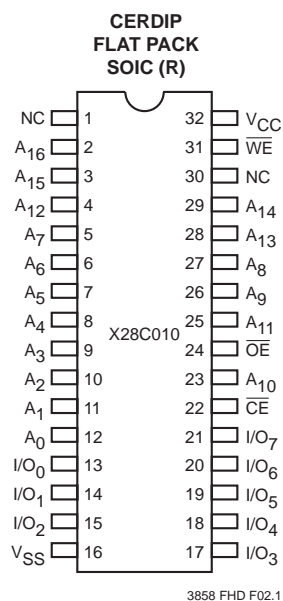 CERDIP
FLAT PACK
SOIC (R)
NC 1 32 VCC
A16 2 31 WE
A15 3 30 NC
A12 4 29 A14
A7 5 28 A13
A6 6 27 A8
A5 7 26 A9
A4 8 25 A11
X28C010
A3 9 24 OE
A2 10 23 A10
A1 11 22 CE
A0 12 21 I/O7
I/O0 13 20 I/O6
I/O1 14 19 I/O5
I/O2 15 18 I/O4
VSS 16 17 I/O3
3858 FHD F02.1